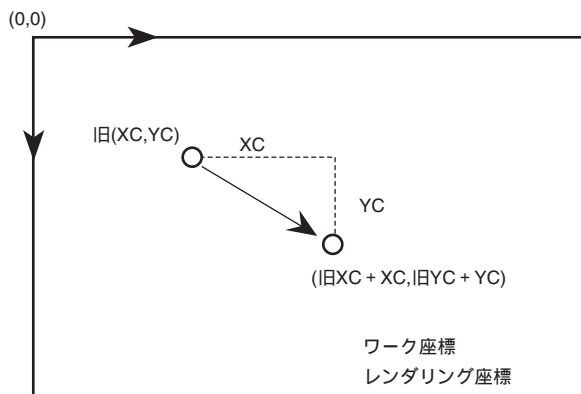 (0,0)
旧(XC,YC)
XC
YC
(旧XC + XC,旧YC + YC)
ワーク座標
レンダリング座標